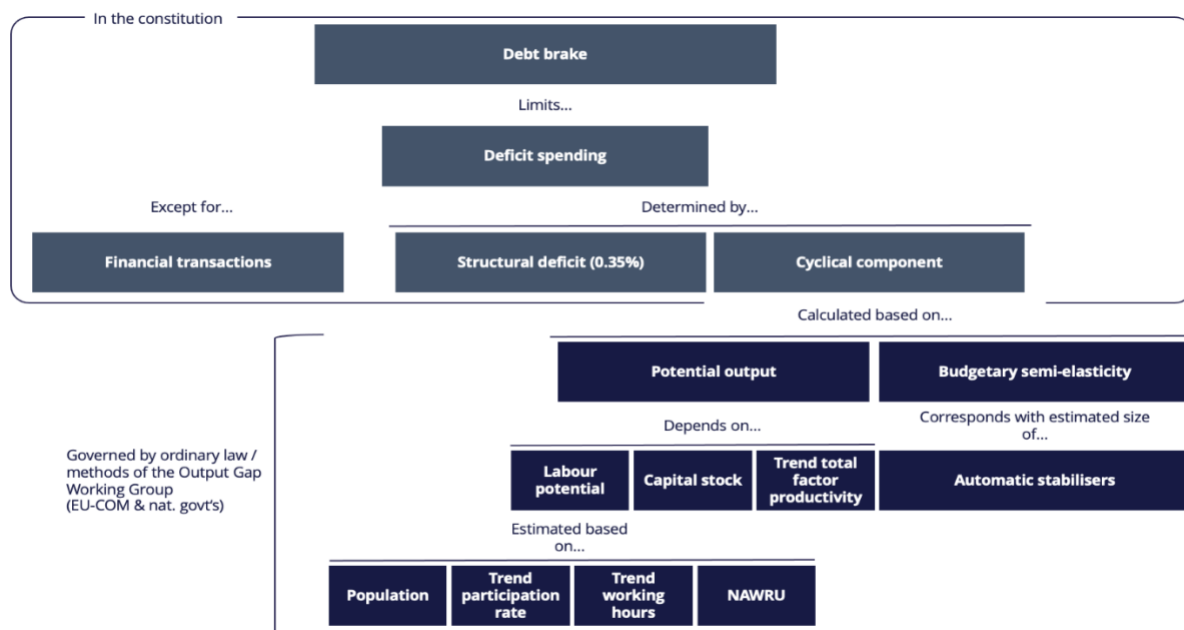 In the constitution
Debt brake
Limits...
Deficit spending
Except for...
Determined by...
Financial transactions
Structural deficit (0.35%)
Cyclical component
Calculated based on...
Potential output
Budgetary semi-elasticity
Depends on...
Corresponds with estimated size
of...
Governed by ordinary law /
methods of the Output Gap
Working Group
(EU-COM & nat. govt's)
Labour
potential
Capital stock
Trend total
factor
productivity
Automatic stabilisers
Estimated based
on...
Population
Trend
participation
rate
Trend
working
hours
NAWRU